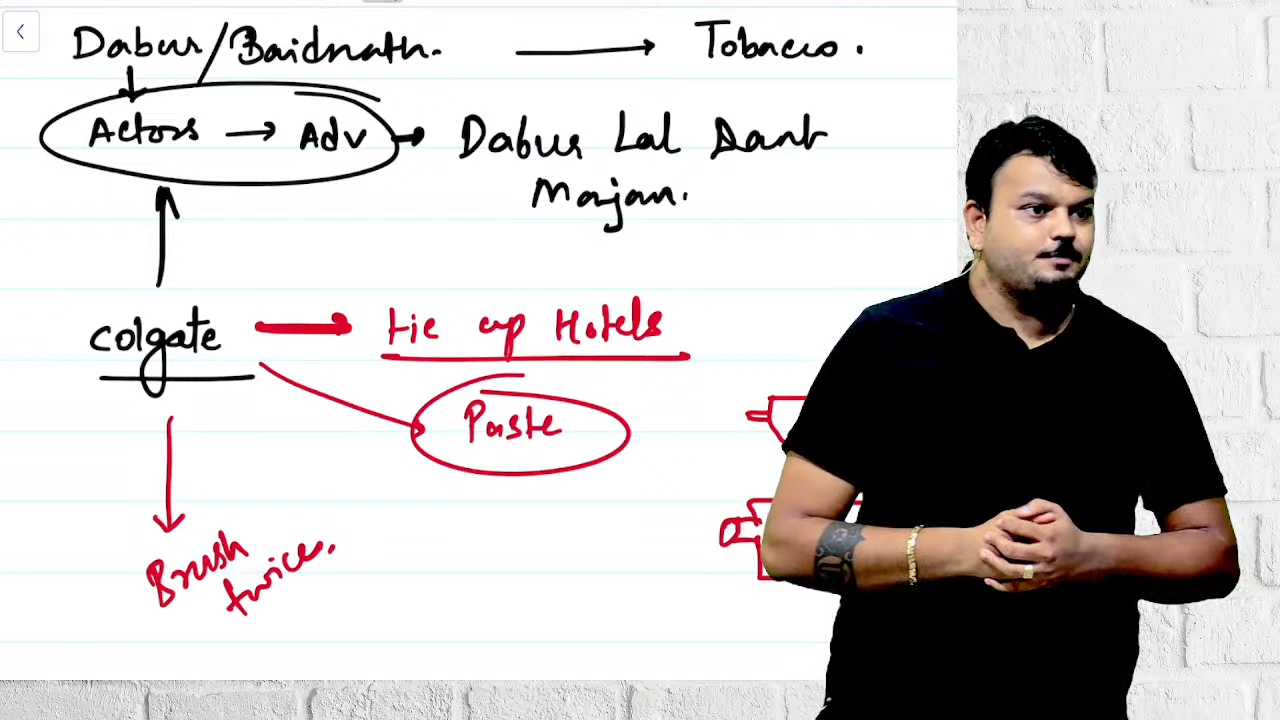 Dabur/Baidnath. → Tobacco.
Actors → Adv → Dabur Lal Dant
Manjan.
Colgate → tie up Hotels
Paste
Brush
twice.